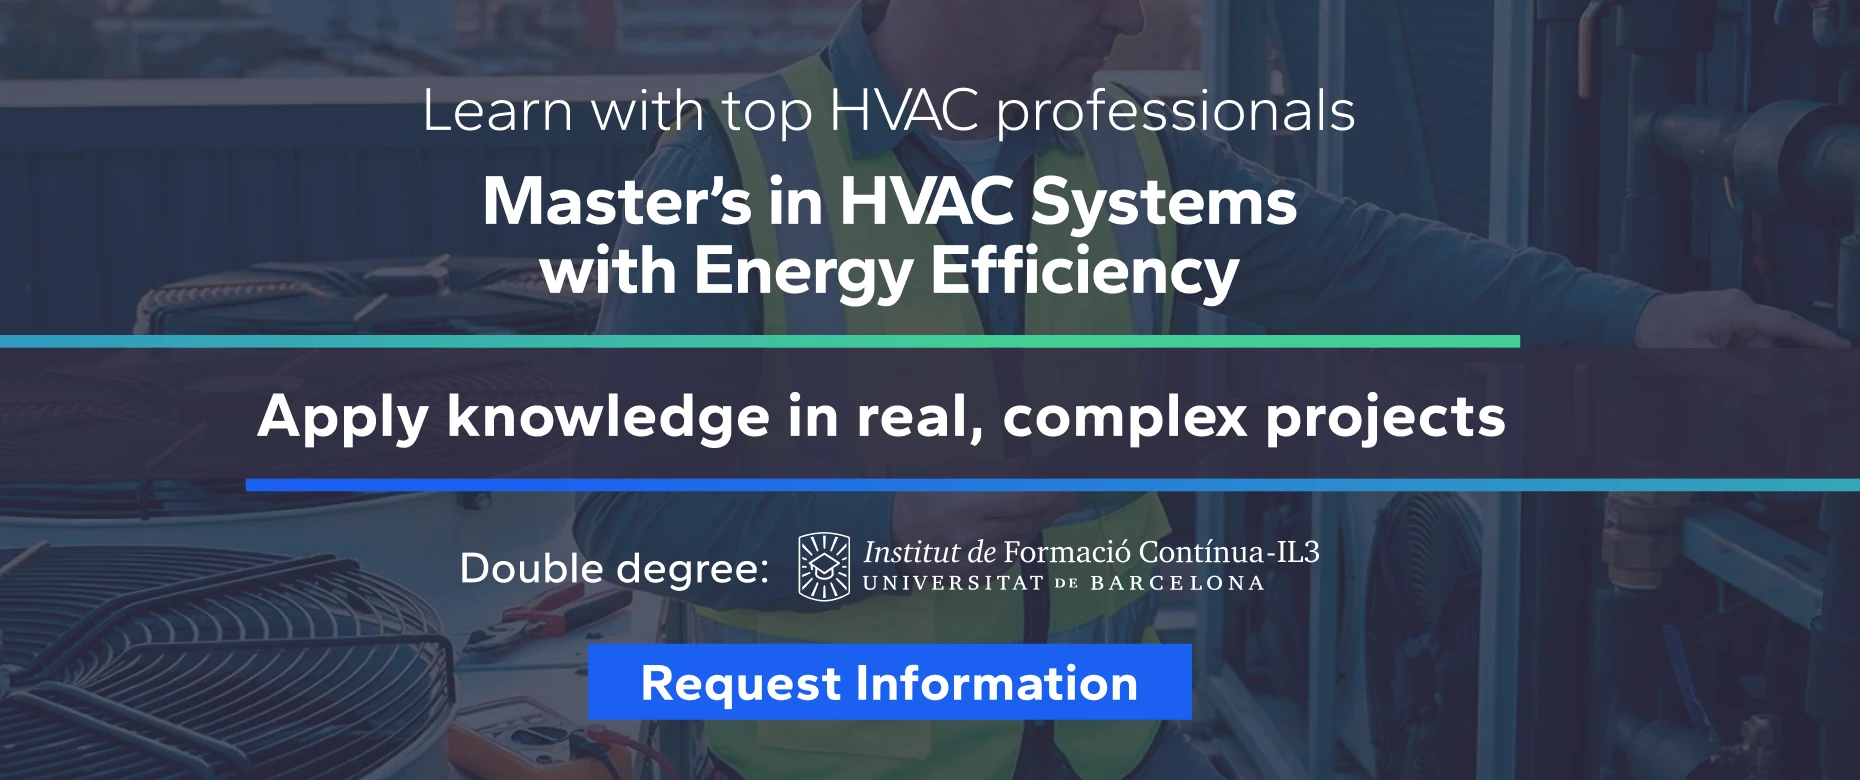 Learn with top HVAC professionals
Master’s in HVAC Systems
with Energy Efficiency
Apply knowledge in real, complex projects
Double degree:
Institut de Formació Contínua-IL3
UNIVERSITAT DE BARCELONA
Request Information